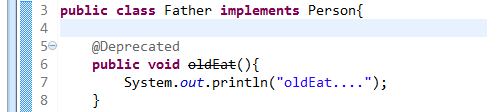 3 public class Father implements Person{
4
5 @Deprecated
6 public void oldEat(){
7 System.out.println("oldEat....");
8 }